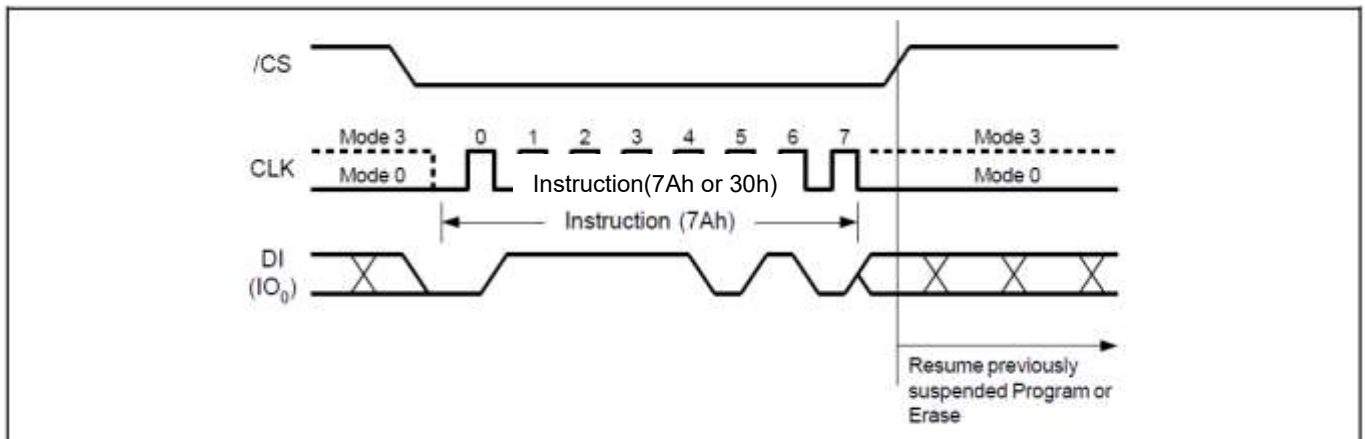 /CS
Mode 3 0 1 2 3 4 5 6 7 Mode 3
CLK
Mode 0 Instruction(7Ah or 30h) Mode 0
Instruction (7Ah)
DI
(IO₀)
Resume previously
suspended Program or
Erase